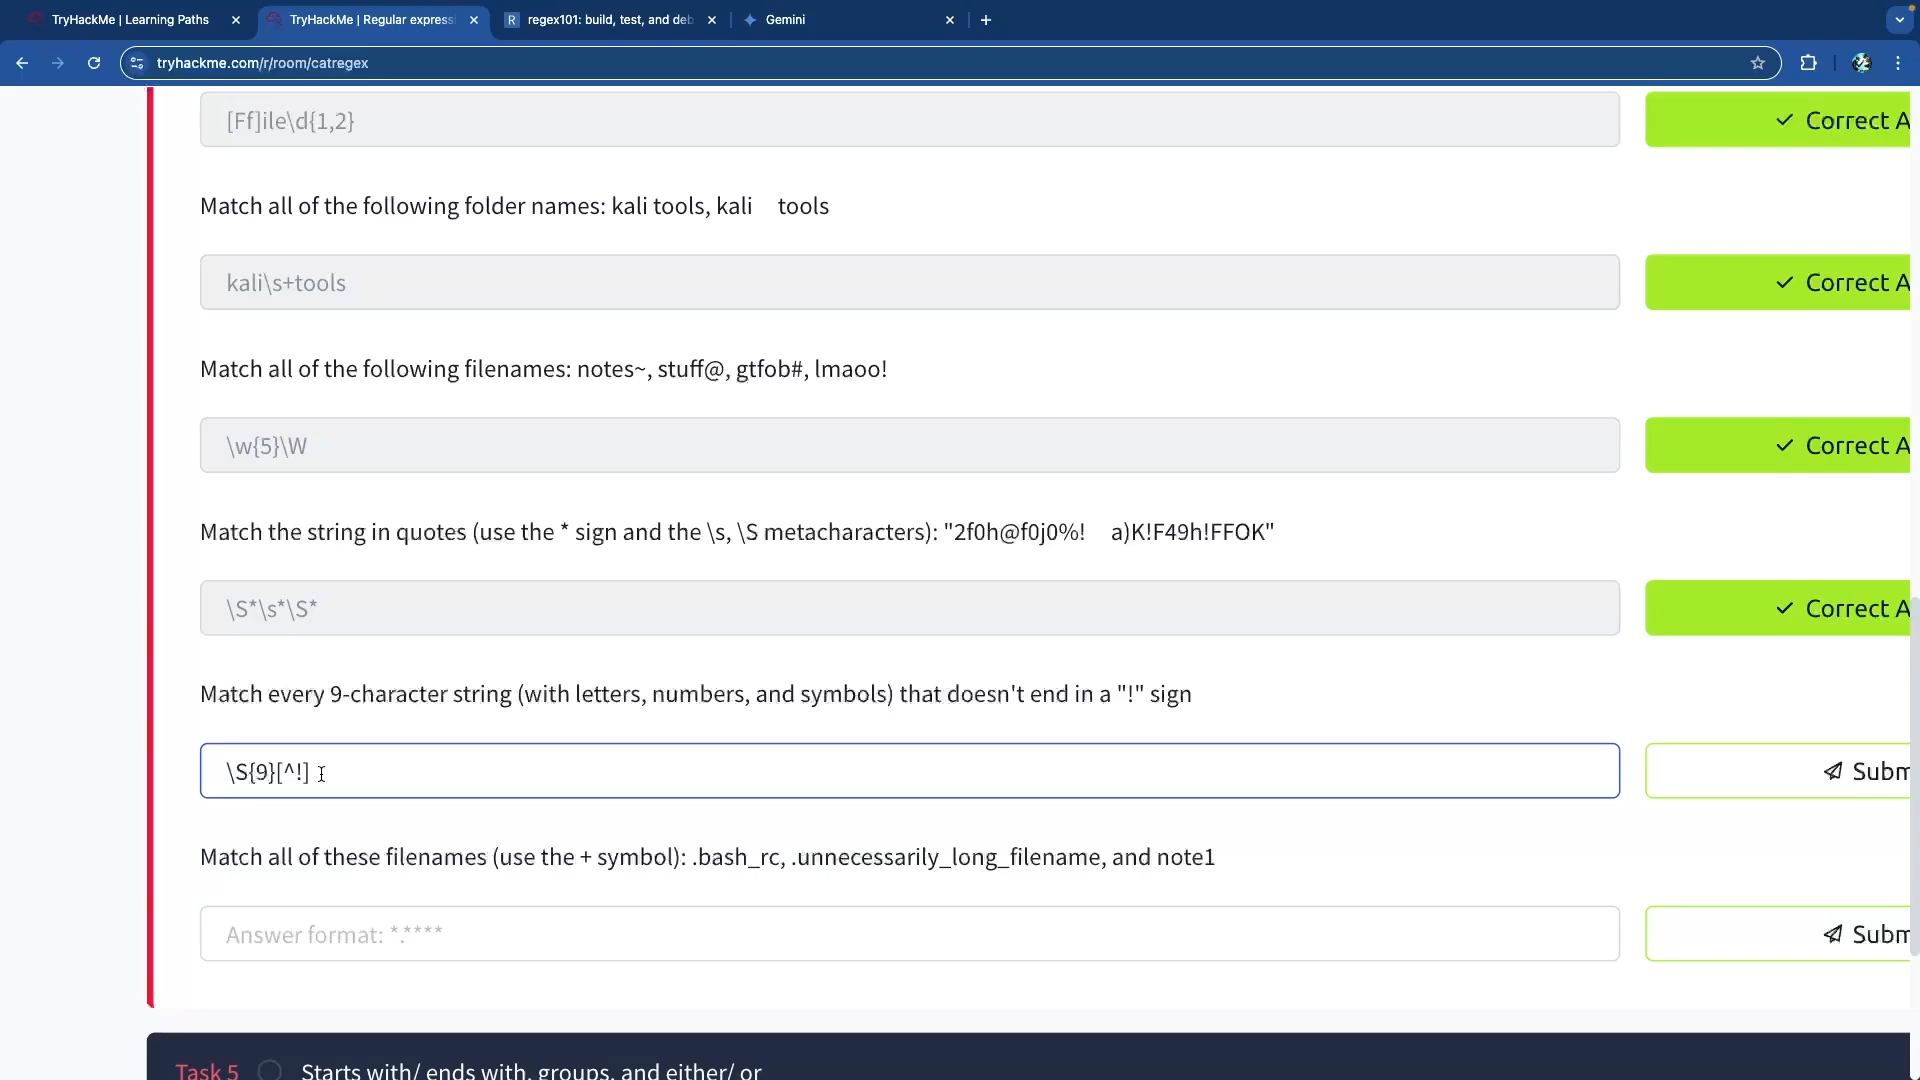 TryHackMe | Learning Paths
TryHackMe | Regular expressi
R
regex101: build, test, and deb
Gemini
tryhackme.com/r/room/catregex
[Ff]ile\d{1,2}
Correct A
Match all of the following folder names: kali tools, kali    tools
kali\s+tools
Correct A
Match all of the following filenames: notes~, stuff@, gtfob#, lmaoo!
\w{5}\W
Correct A
Match the string in quotes (use the * sign and the \s, \S metacharacters): "2f0h@f0j0%!    a)K!F49h!FFOK"
\S*\s*\S*
Correct A
Match every 9-character string (with letters, numbers, and symbols) that doesn't end in a "!" sign
\S{9}[^!]
Subm
Match all of these filenames (use the + symbol): .bash_rc, .unnecessarily_long_filename, and note1
Answer format: *.****
Subm
Task 5
Starts with/ ends with, groups, and either/ or